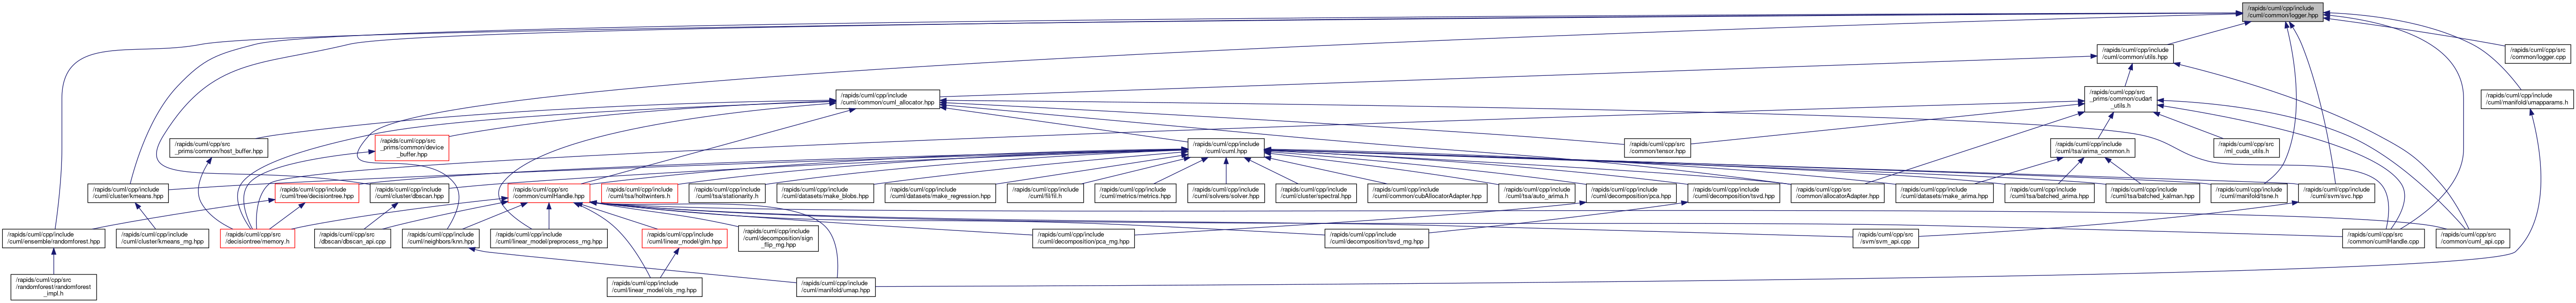 /rapids/cuml/cpp/include
/cuml/common/logger.hpp
/rapids/cuml/cpp/include
/cuml/common/utils.hpp
/rapids/cuml/cpp/src
/common/logger.cpp
/rapids/cuml/cpp/include
/cuml/common/cuml_allocator.hpp
/rapids/cuml/cpp/src
_prims/common/cudart
_utils.h
/rapids/cuml/cpp/include
/cuml/manifold/umapparams.h
/rapids/cuml/cpp/src
_prims/common/host_buffer.hpp
/rapids/cuml/cpp/src
_prims/common/device
_buffer.hpp
/rapids/cuml/cpp/include
/cuml/cuml.hpp
/rapids/cuml/cpp/src
/common/tensor.hpp
/rapids/cuml/cpp/include
/cuml/tsa/arima_common.h
/rapids/cuml/cpp/src
/ml_cuda_utils.h
/rapids/cuml/cpp/include
/cuml/cluster/kmeans.hpp
/rapids/cuml/cpp/include
/cuml/tree/decisiontree.hpp
/rapids/cuml/cpp/include
/cuml/cluster/dbscan.hpp
/rapids/cuml/cpp/src
/common/cumlHandle.hpp
/rapids/cuml/cpp/include
/cuml/tsa/holtwinters.h
/rapids/cuml/cpp/include
/cuml/tsa/stationarity.h
/rapids/cuml/cpp/include
/cuml/datasets/make_blobs.hpp
/rapids/cuml/cpp/include
/cuml/datasets/make_regression.hpp
/rapids/cuml/cpp/include
/cuml/fil/fil.h
/rapids/cuml/cpp/include
/cuml/metrics/metrics.hpp
/rapids/cuml/cpp/include
/cuml/solvers/solver.hpp
/rapids/cuml/cpp/include
/cuml/cluster/spectral.hpp
/rapids/cuml/cpp/include
/cuml/common/cubAllocatorAdapter.hpp
/rapids/cuml/cpp/include
/cuml/tsa/auto_arima.h
/rapids/cuml/cpp/include
/cuml/decomposition/pca.hpp
/rapids/cuml/cpp/include
/cuml/decomposition/tsvd.hpp
/rapids/cuml/cpp/src
/common/allocatorAdapter.hpp
/rapids/cuml/cpp/include
/cuml/datasets/make_arima.hpp
/rapids/cuml/cpp/include
/cuml/tsa/batched_arima.hpp
/rapids/cuml/cpp/include
/cuml/tsa/batched_kalman.hpp
/rapids/cuml/cpp/include
/cuml/manifold/tsne.h
/rapids/cuml/cpp/include
/cuml/svm/svc.hpp
/rapids/cuml/cpp/include
/cuml/ensemble/randomforest.hpp
/rapids/cuml/cpp/include
/cuml/cluster/kmeans_mg.hpp
/rapids/cuml/cpp/src
/decisiontree/memory.h
/rapids/cuml/cpp/src
/dbscan/dbscan_api.cpp
/rapids/cuml/cpp/include
/cuml/neighbors/knn.hpp
/rapids/cuml/cpp/include
/cuml/linear_model/preprocess_mg.hpp
/rapids/cuml/cpp/include
/cuml/linear_model/glm.hpp
/rapids/cuml/cpp/include
/cuml/decomposition/sign
_flip_mg.hpp
/rapids/cuml/cpp/include
/cuml/decomposition/pca_mg.hpp
/rapids/cuml/cpp/include
/cuml/decomposition/tsvd_mg.hpp
/rapids/cuml/cpp/src
/svm/svm_api.cpp
/rapids/cuml/cpp/src
/common/cumlHandle.cpp
/rapids/cuml/cpp/src
/common/cuml_api.cpp
/rapids/cuml/cpp/src
/randomforest/randomforest
_impl.h
/rapids/cuml/cpp/include
/cuml/linear_model/ols_mg.hpp
/rapids/cuml/cpp/include
/cuml/manifold/umap.hpp